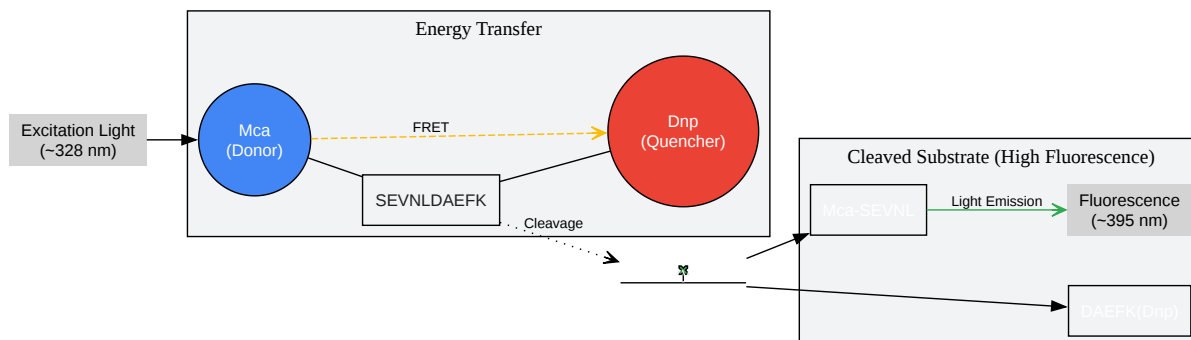 Energy Transfer
Excitation Light
(~328 nm)
Mca
(Donor)
FRET
Dnp
(Quencher)
SEVNLDAEFK
Cleavage
Cleaved Substrate (High Fluorescence)
Mca-SEVNL
Light Emission
Fluorescence
(~395 nm)
DAEFK(Dnp)